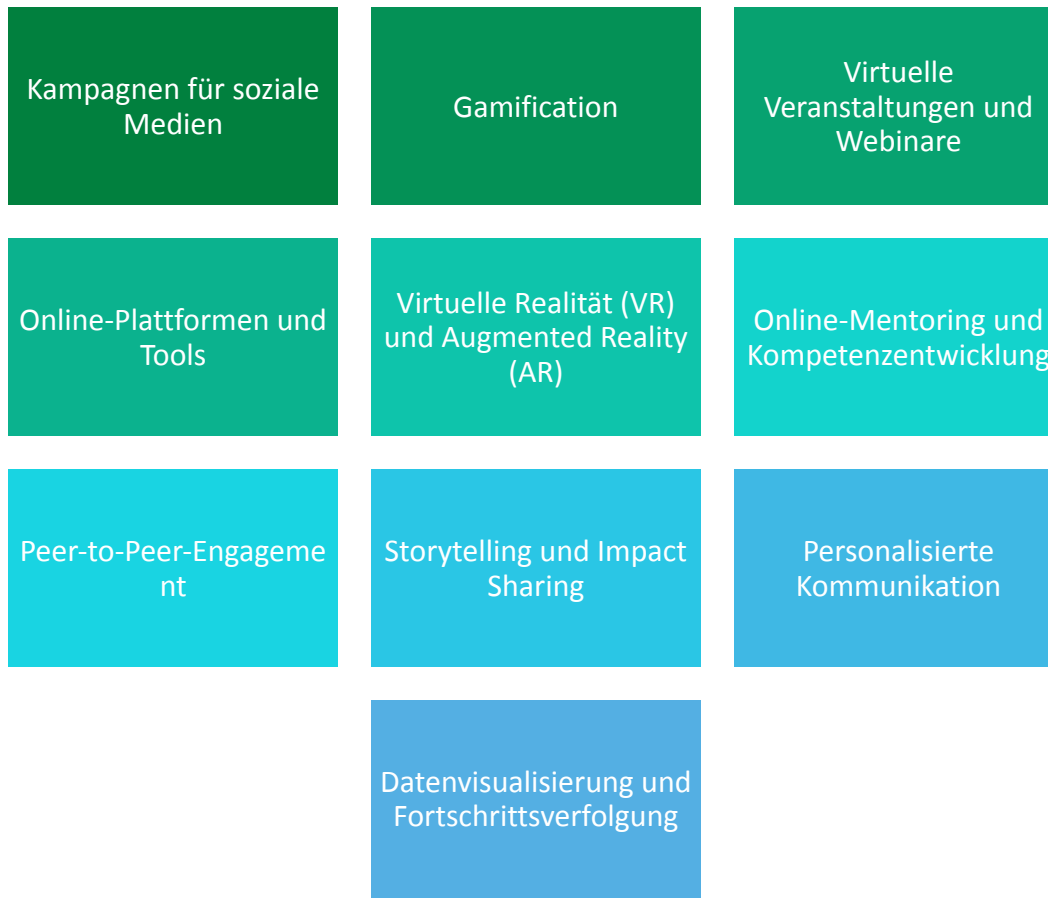 Kampagnen für soziale
Medien
Gamification
Virtuelle
Veranstaltungen und
Webinare
Online-Plattformen und
Tools
Virtuelle Realität (VR)
und Augmented Reality
(AR)
Online-Mentoring und
Kompetenzentwicklung
Peer-to-Peer-Engageme
nt
Storytelling und Impact
Sharing
Personalisierte
Kommunikation
Datenvisualisierung und
Fortschrittsverfolgung